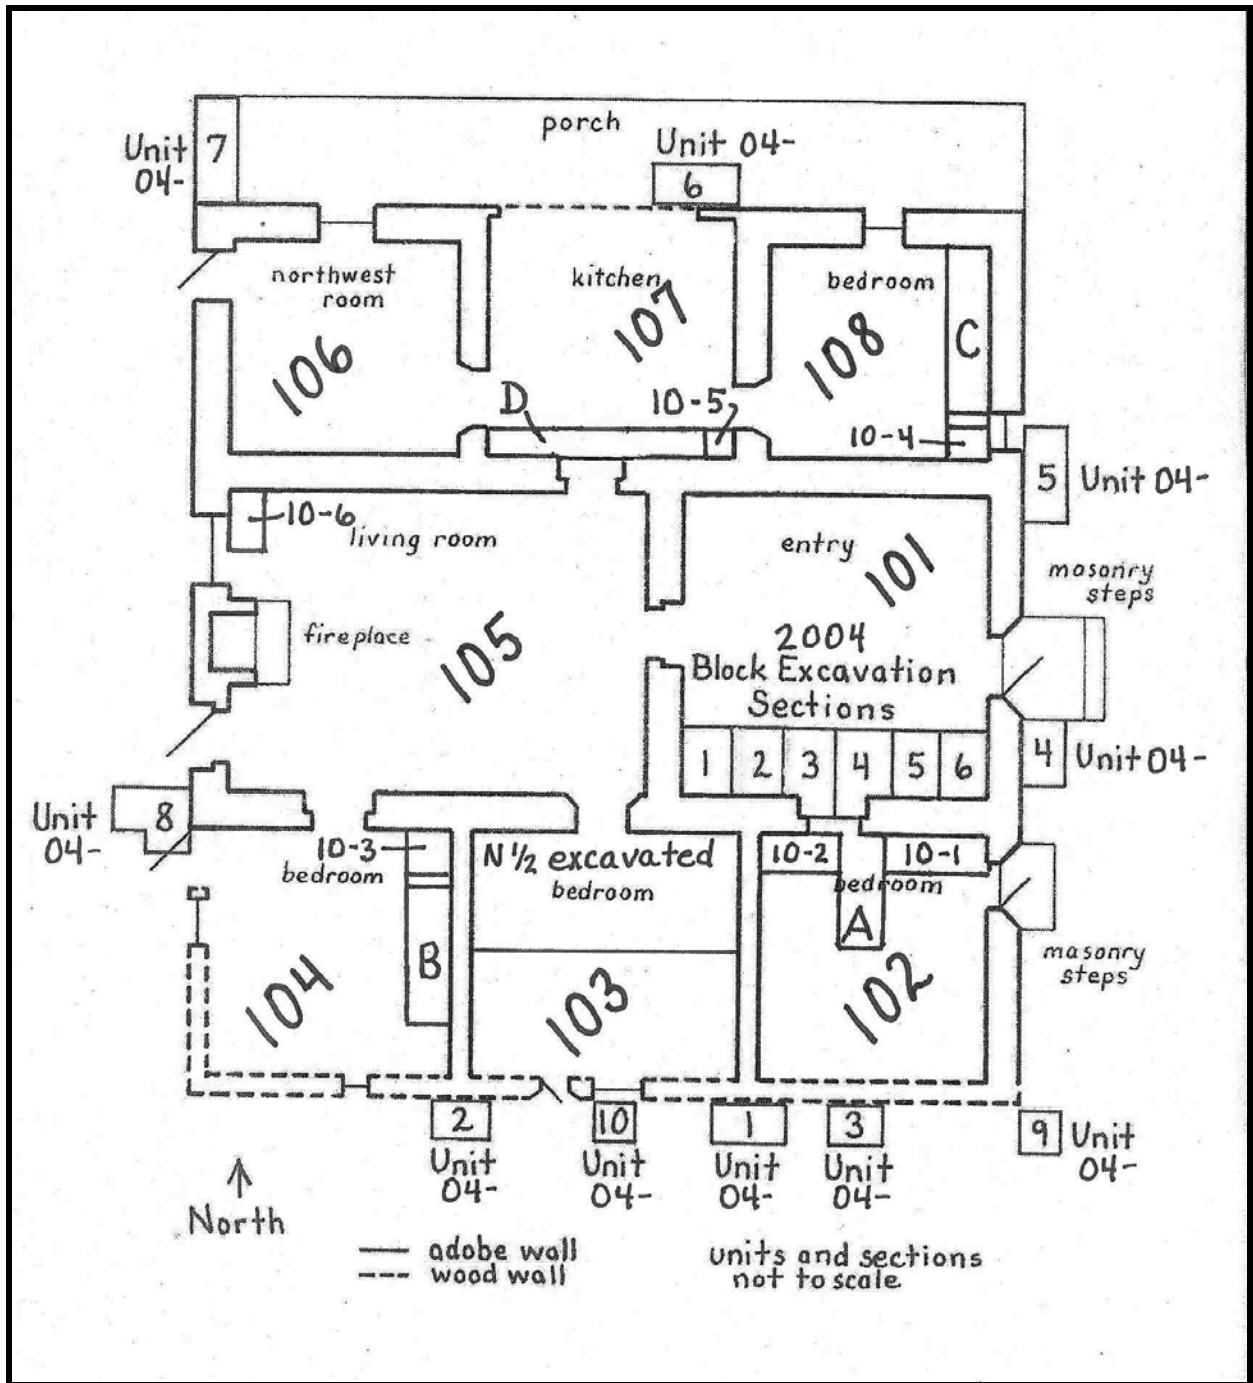 porch
Unit 04-
7
Unit 04-
6
northwest room
kitchen
bedroom
106
107
108
C
D
10-5
10-4
5
Unit 04-
10-6
living room
entry
101
masonry steps
fireplace
105
2004
Block Excavation
Sections
1
2
3
4
5
6
4
Unit 04-
8
Unit 04-
10-3
bedroom
N 1/2 excavated
bedroom
10-2
10-1
bedroom
A
B
104
103
102
masonry steps
2
10
1
3
9
Unit 04-
Unit 04-
Unit 04-
Unit 04-
Unit 04-
North
adobe wall
wood wall
units and sections
not to scale